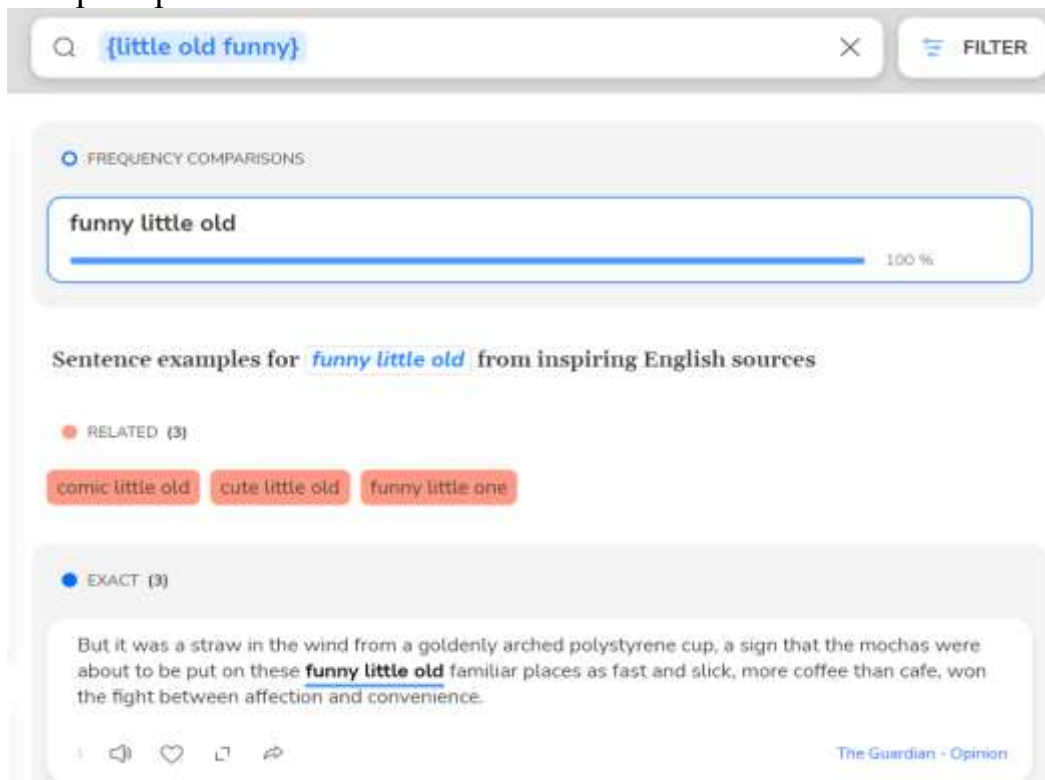 {little old funny}
FILTER
FREQUENCY COMPARISONS
funny little old
100 %
Sentence examples for funny little old from inspiring English sources
RELATED (3)
comic little old cute little old funny little one
EXACT (3)
But it was a straw in the wind from a goldenly arched polystyrene cup, a sign that the mochas were
about to be put on these funny little old familiar places as fast and slick, more coffee than cafe, won
the fight between affection and convenience.
The Guardian - Opinion